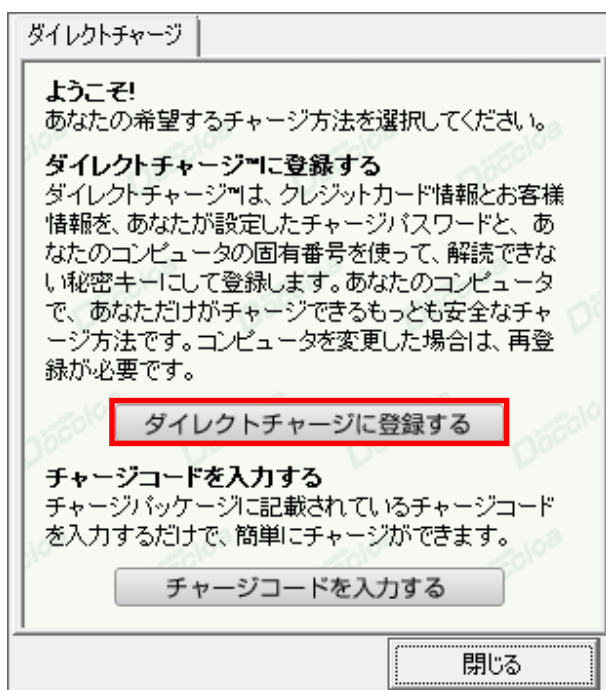 ダイレクトチャージ
ようこそ!
あなたの希望するチャージ方法を選択してください。
ダイレクトチャージ™に登録する
ダイレクトチャージ™は、クレジットカード情報とお客様
情報を、あなたが設定したチャージパスワードと、あ
なたのコンピュータの固有番号を使って、解読できな
い秘密キーにして登録します。あなたのコンピュータ
で、あなただけがチャージできるもっとも安全なチャ
ージ方法です。コンピュータを変更した場合は、再登
録が必要です。
ダイレクトチャージに登録する
チャージコードを入力する
チャージパッケージに記載されているチャージコード
を入力するだけで、簡単にチャージができます。
チャージコードを入力する
閉じる